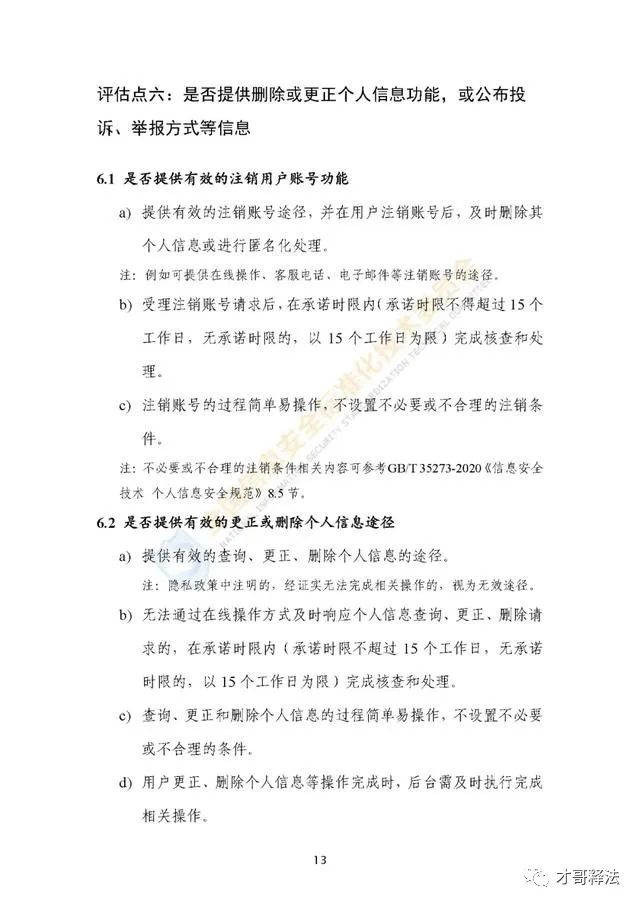 评估点六：是否提供删除或更正个人信息功能，或公布投
诉、举报方式等信息
6.1 是否提供有效的注销用户账号功能
a) 提供有效的注销账号途径，并在用户注销账号后，及时删除其
个人信息或进行匿名化处理。
注：例如可提供在线操作、客服电话、电子邮件等注销账号的途径。
b) 受理注销账号请求后，在承诺时限内（承诺时限不得超过 15 个
工作日，无承诺时限的，以 15 个工作日为限）完成核查和处
理。
c) 注销账号的过程简单易操作，不设置不必要或不合理的注销条
件。
注：不必要或不合理的注销条件相关内容可参考GB/T 35273-2020《信息安全
技术 个人信息安全规范》8.5 节。
6.2 是否提供有效的更正或删除个人信息途径
a) 提供有效的查询、更正、删除个人信息的途径。
注：隐私政策中注明的，经证实无法完成相关操作的，视为无效途径。
b) 无法通过在线操作方式及时响应个人信息查询、更正、删除请
求的，在承诺时限内（承诺时限不超过 15 个工作日，无承诺
时限的，以 15 个工作日为限）完成核查和处理。
c) 查询、更正和删除个人信息的过程简单易操作，不设置不必要
或不合理的条件。
d) 用户更正、删除个人信息等操作完成时，后台需及时执行完成
相关操作。
13
才哥释法